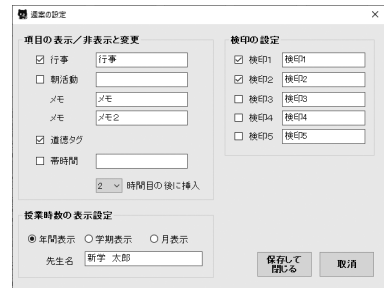 週案の設定
項目の表示／非表示と変更
行事 行事
朝活動
メモ メモ
メモ メモ2
道徳タグ
帯時間
2 時間目の後に挿入
授業時数の表示設定
年間表示 学期表示 月表示
先生名 新学 太郎
検印の設定
検印1 検印1
検印2 検印2
検印3 検印3
検印4 検印4
検印5 検印5
保存して
閉じる
取消